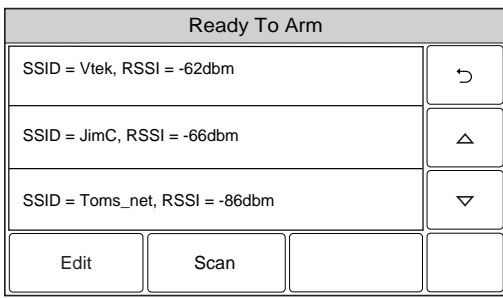 Ready To Arm
SSID = Vtek, RSSI = -62dbm
SSID = JimC, RSSI = -66dbm
SSID = Toms_net, RSSI = -86dbm
Edit
Scan